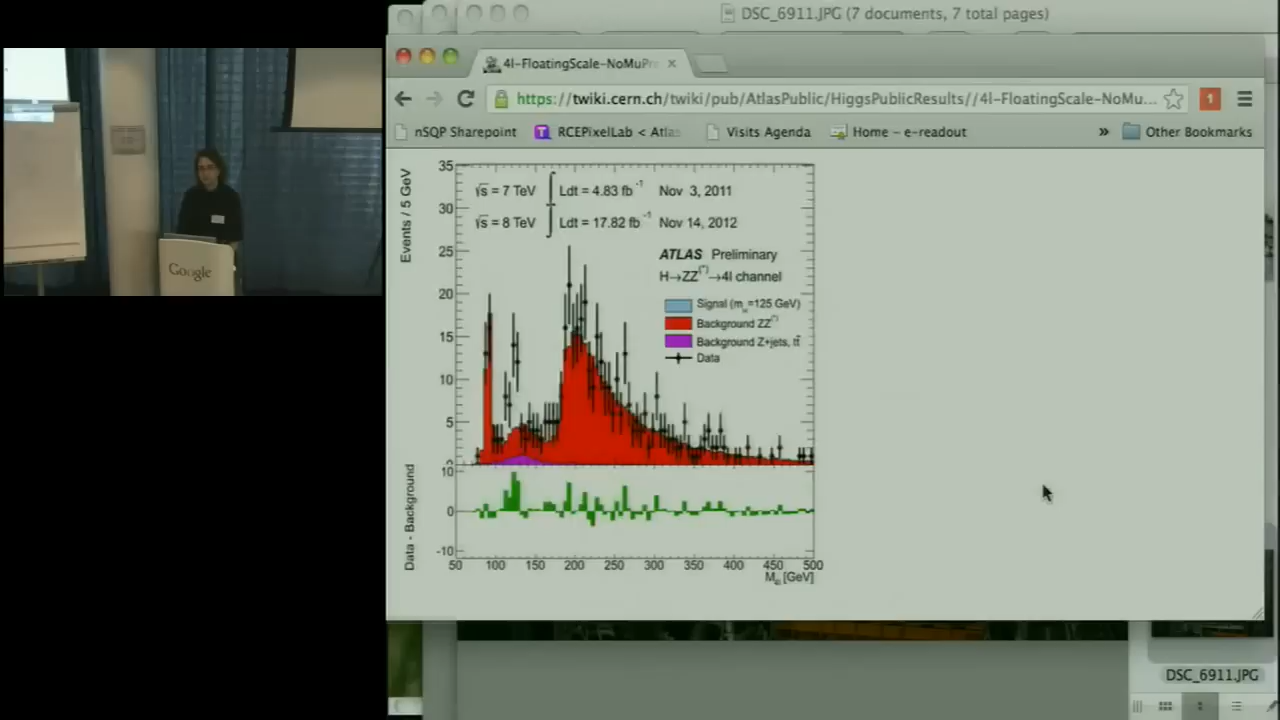 DSC_6911.JPG (7 documents, 7 total pages)
4l-FloatingScale-NoMuPr
https://twiki.cern.ch/twiki/pub/AtlasPublic/HiggsPublicResults//4l-FloatingScale-NoMu...
1
nSQP Sharepoint
RCEPixelLab < Atlas
Visits Agenda
Home – e-readout
»
Other Bookmarks
Google
35
30
25
20
15
10
5
0
Events / 5 GeV
√s = 7 TeV ∫ Ldt = 4.83 fb⁻¹ Nov 3, 2011
√s = 8 TeV ∫ Ldt = 17.82 fb⁻¹ Nov 14, 2012
ATLAS Preliminary
H→ZZ(*)→4l channel
Signal (mH=125 GeV)
Background ZZ(*)
Background Z+jets, tt̄
Data
Data - Background
10
0
-10
50 100 150 200 250 300 350 400 450 500
M4l [GeV]
DSC_6911.JPG